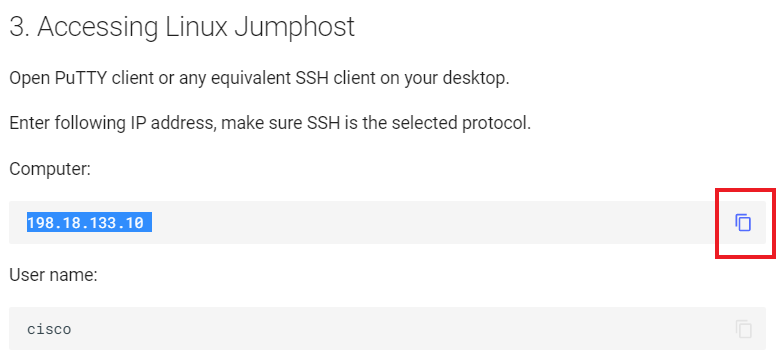 3. Accessing Linux Jumphost
Open PuTTY client or any equivalent SSH client on your desktop.
Enter following IP address, make sure SSH is the selected protocol.
Computer:
198.18.133.10
User name:
cisco